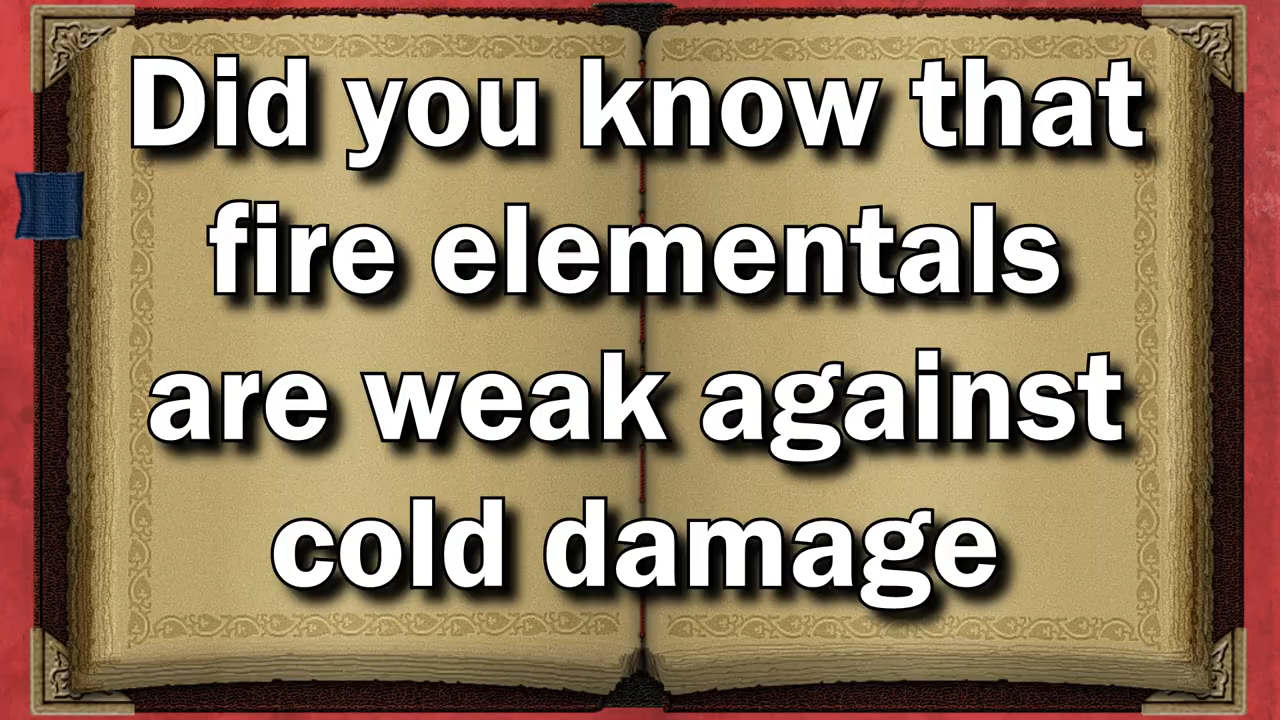 Did you know that
fire elementals
are weak against
cold damage